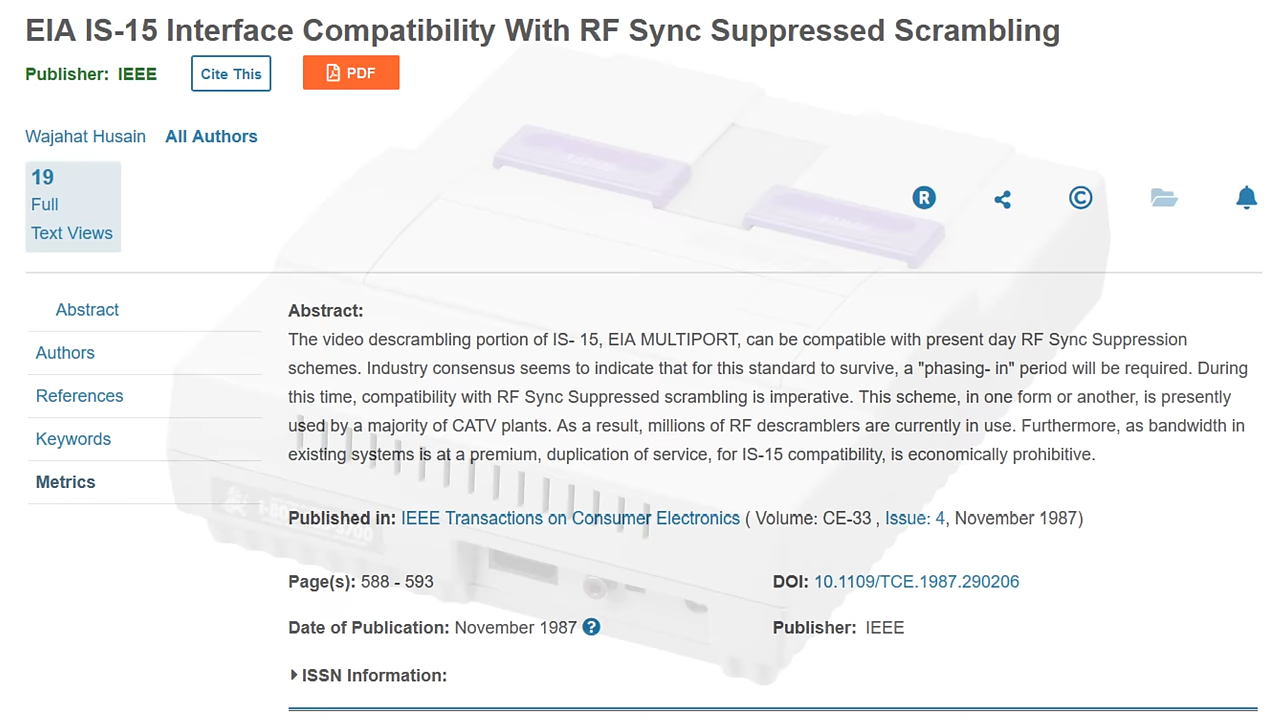 EIA IS-15 Interface Compatibility With RF Sync Suppressed Scrambling
Publisher: IEEE Cite This PDF
Wajahat Husain All Authors
19
Full
Text Views
Abstract
Authors
References
Keywords
Metrics
Abstract:
The video descrambling portion of IS- 15, EIA MULTIPORT, can be compatible with present day RF Sync Suppression
schemes. Industry consensus seems to indicate that for this standard to survive, a "phasing- in" period will be required. During
this time, compatibility with RF Sync Suppressed scrambling is imperative. This scheme, in one form or another, is presently
used by a majority of CATV plants. As a result, millions of RF descramblers are currently in use. Furthermore, as bandwidth in
existing systems is at a premium, duplication of service, for IS-15 compatibility, is economically prohibitive.
Published in: IEEE Transactions on Consumer Electronics ( Volume: CE-33 , Issue: 4, November 1987)
Page(s): 588 - 593 DOI: 10.1109/TCE.1987.290206
Date of Publication: November 1987 Publisher: IEEE
ISSN Information: